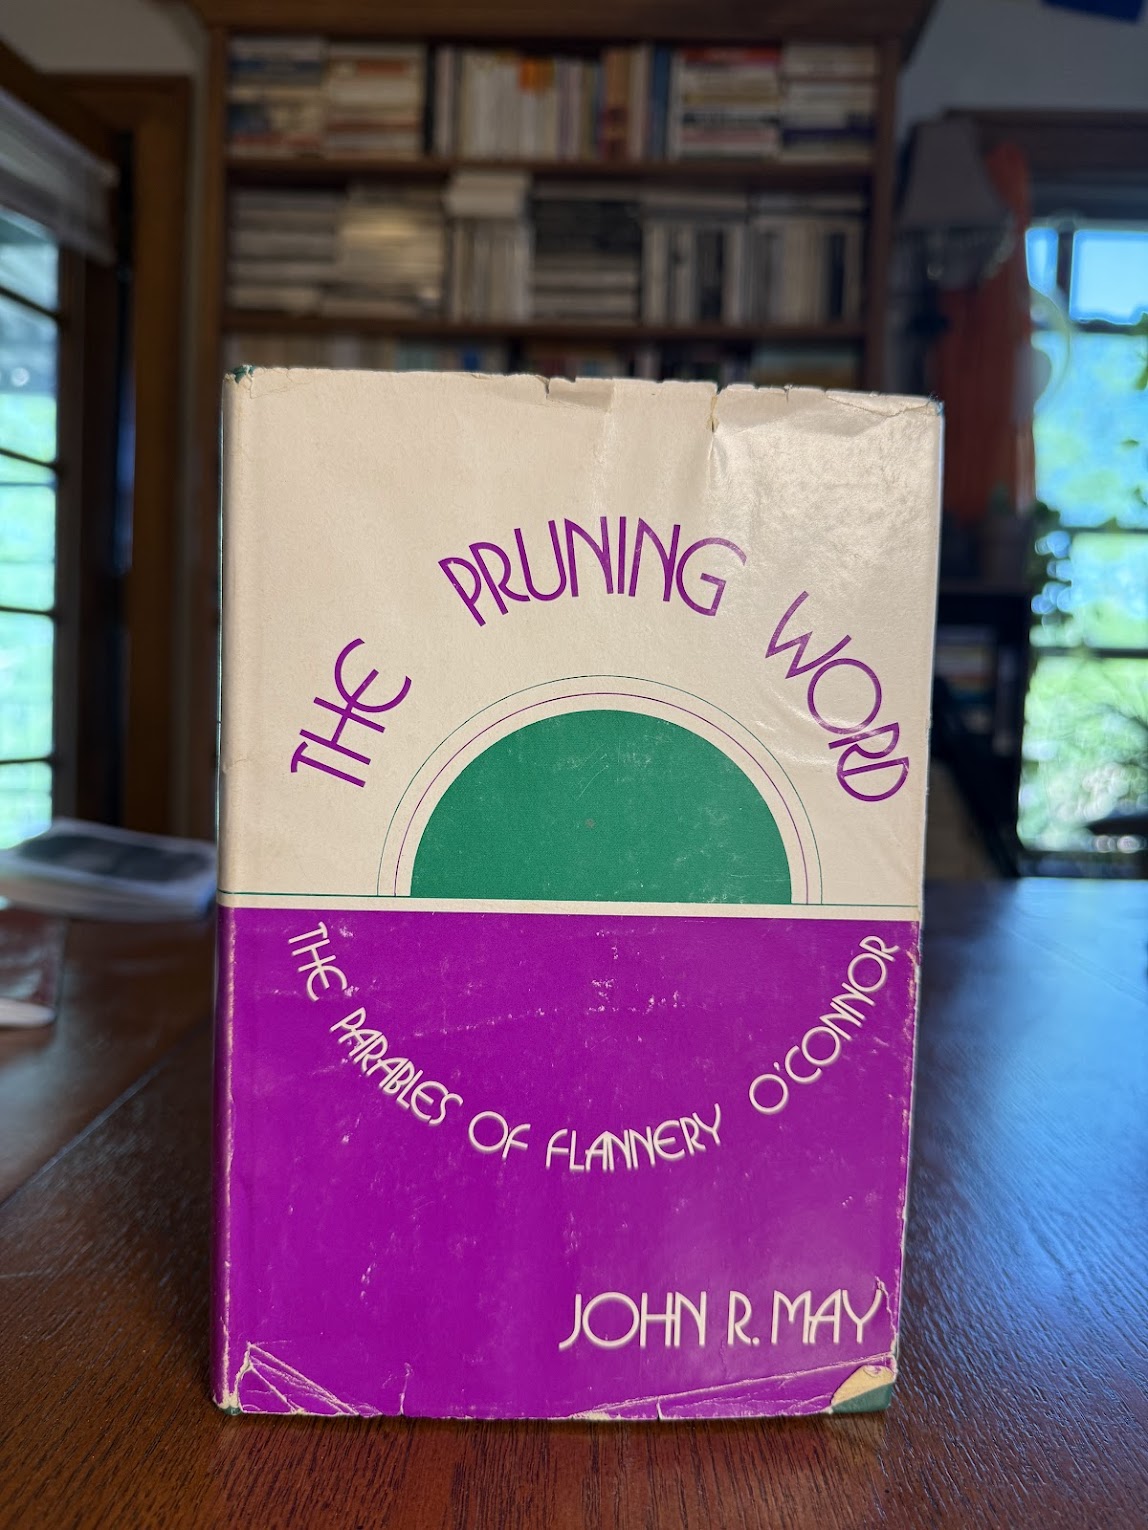 THE PRUNING WORD
THE PARABLES OF FLANNERY O'CONNOR
JOHN R. MAY